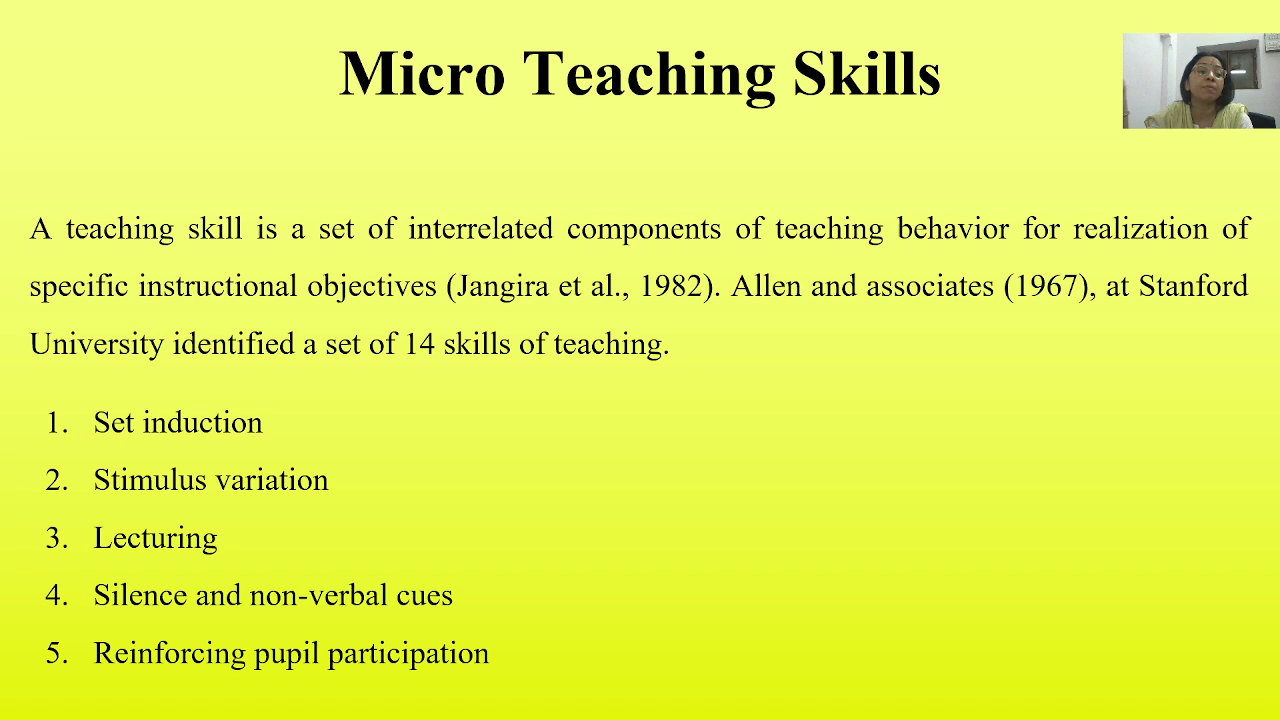 Micro Teaching Skills
A teaching skill is a set of interrelated components of teaching behavior for realization of
specific instructional objectives (Jangira et al., 1982). Allen and associates (1967), at Stanford
University identified a set of 14 skills of teaching.
1. Set induction
2. Stimulus variation
3. Lecturing
4. Silence and non-verbal cues
5. Reinforcing pupil participation